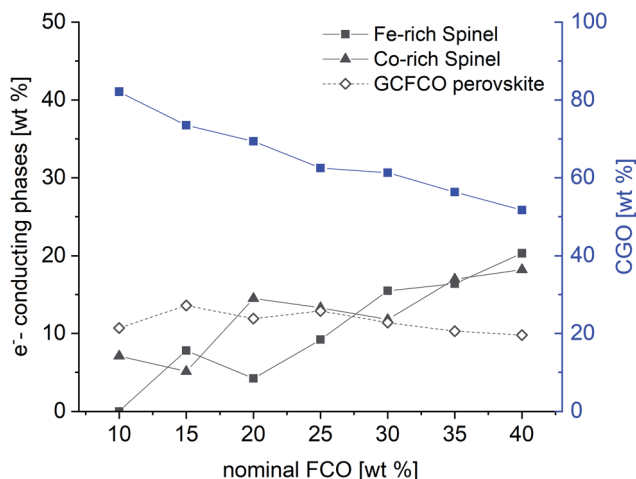 Fe-rich Spinel
Co-rich Spinel
GCFCO perovskite
50
40
30
20
10
0
e⁻- conducting phases [wt %]
100
80
60
40
20
0
CGO [wt %]
10 15 20 25 30 35 40
nominal FCO [wt %]